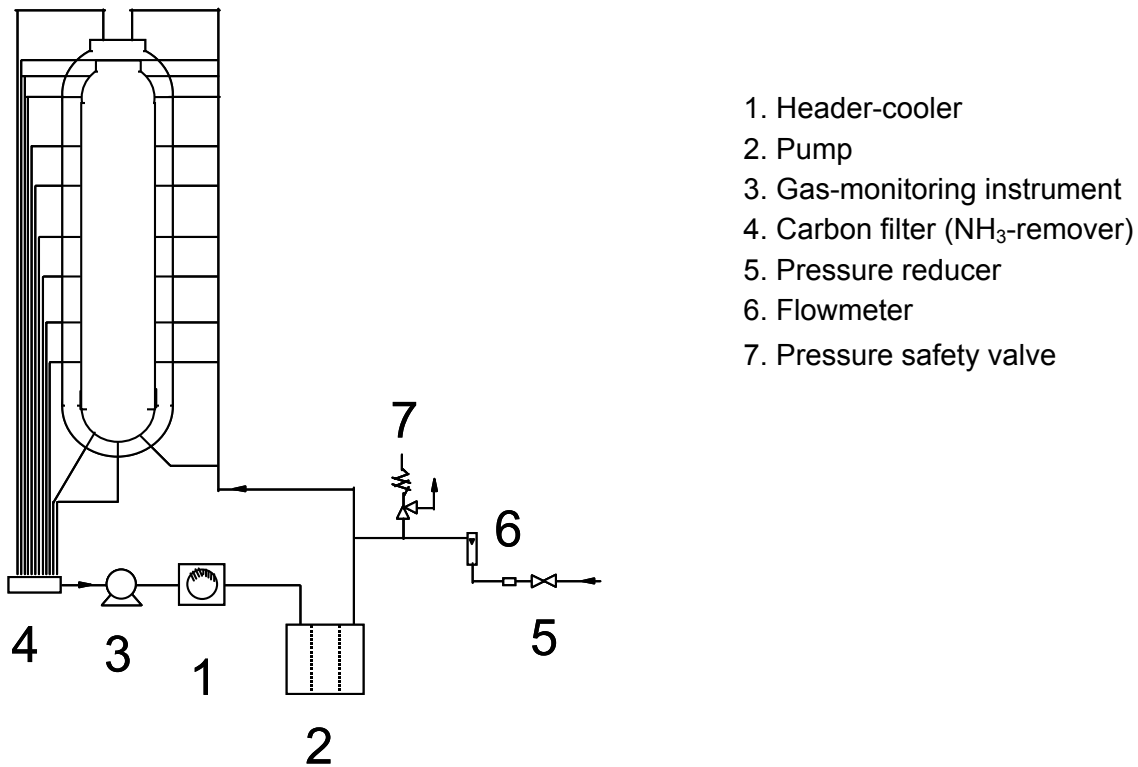 1. Header-cooler
2. Pump
3. Gas-monitoring instrument
4. Carbon filter (NH₃-remover)
5. Pressure reducer
6. Flowmeter
7. Pressure safety valve
7
6
5
4
3
1
2